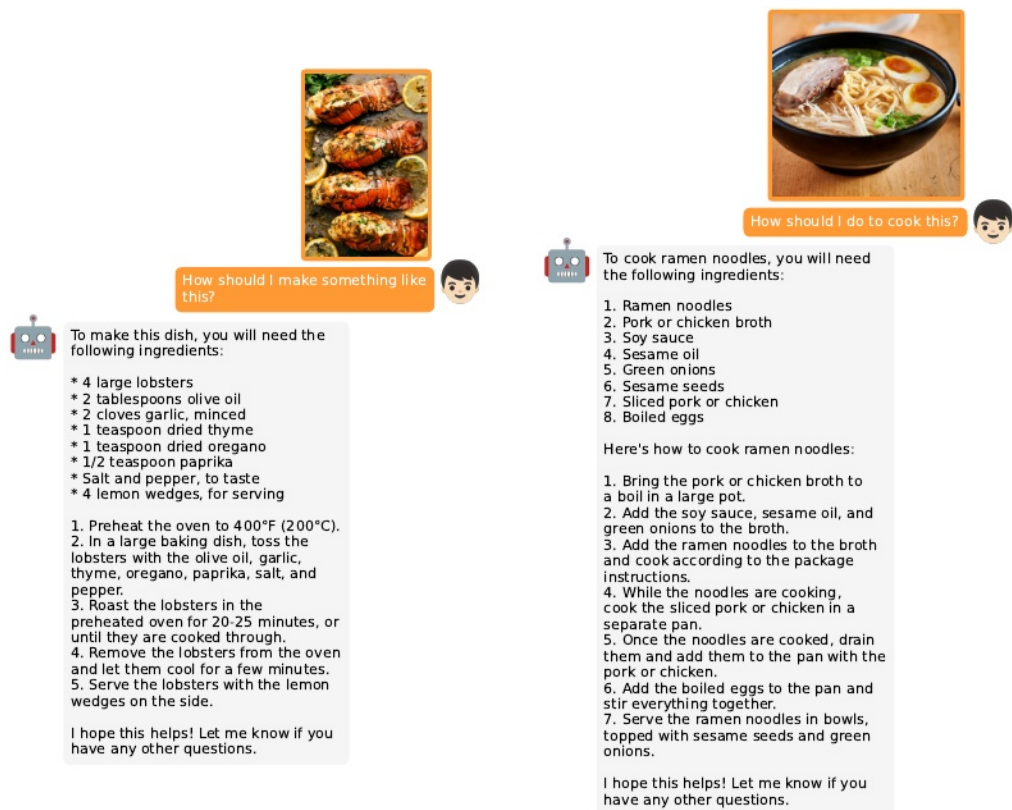 How should I make something like
this?
To make this dish, you will need the
following ingredients:
* 4 large lobsters
* 2 tablespoons olive oil
* 2 cloves garlic, minced
* 1 teaspoon dried thyme
* 1 teaspoon dried oregano
* 1/2 teaspoon paprika
* Salt and pepper, to taste
* 4 lemon wedges, for serving
1. Preheat the oven to 400°F (200°C).
2. In a large baking dish, toss the
lobsters with the olive oil, garlic,
thyme, oregano, paprika, salt, and
pepper.
3. Roast the lobsters in the
preheated oven for 20-25 minutes, or
until they are cooked through.
4. Remove the lobsters from the oven
and let them cool for a few minutes.
5. Serve the lobsters with the lemon
wedges on the side.
I hope this helps! Let me know if you
have any other questions.
How should I do to cook this?
To cook ramen noodles, you will need
the following ingredients:
1. Ramen noodles
2. Pork or chicken broth
3. Soy sauce
4. Sesame oil
5. Green onions
6. Sesame seeds
7. Sliced pork or chicken
8. Boiled eggs
Here's how to cook ramen noodles:
1. Bring the pork or chicken broth to
a boil in a large pot.
2. Add the soy sauce, sesame oil, and
green onions to the broth.
3. Add the ramen noodles to the broth
and cook according to the package
instructions.
4. While the noodles are cooking,
cook the sliced pork or chicken in a
separate pan.
5. Once the noodles are cooked, drain
them and add them to the pan with the
pork or chicken.
6. Add the boiled eggs to the pan and
stir everything together.
7. Serve the ramen noodles in bowls,
topped with sesame seeds and green
onions.
I hope this helps! Let me know if you
have any other questions.